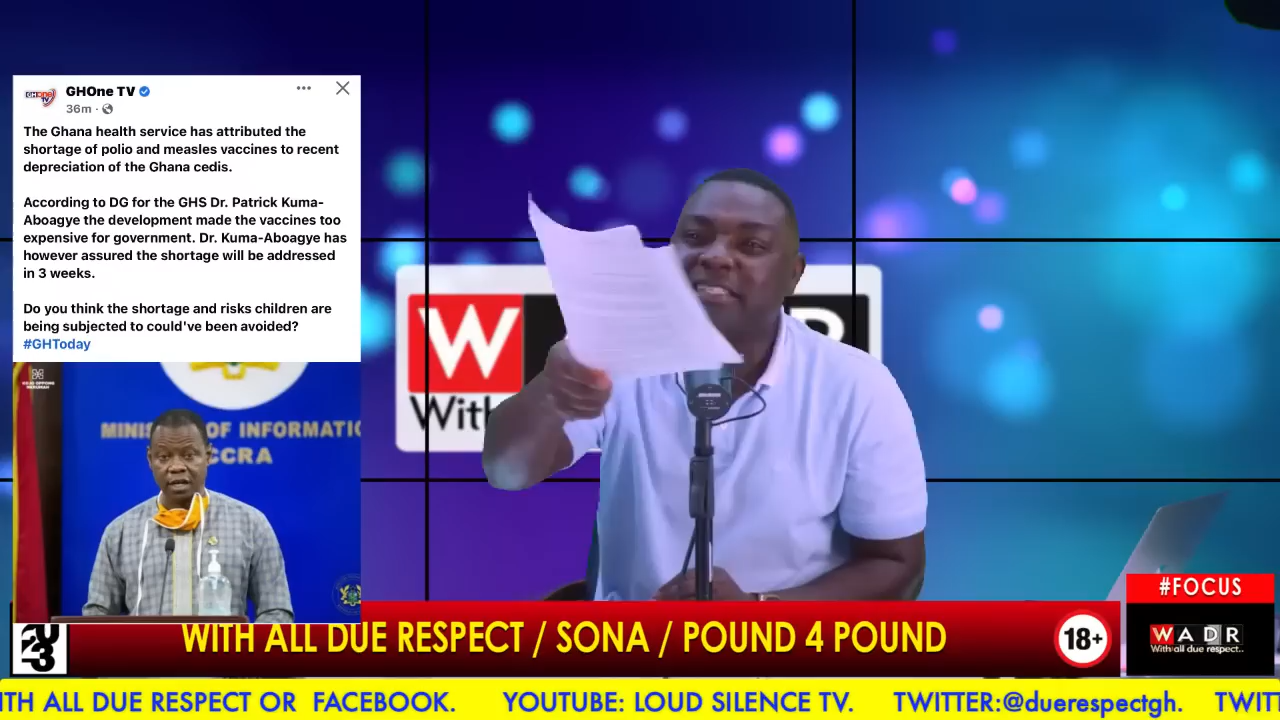 GHOne TV
36m ·
The Ghana health service has attributed the
shortage of polio and measles vaccines to recent
depreciation of the Ghana cedis.
According to DG for the GHS Dr. Patrick Kuma-
Aboagye the development made the vaccines too
expensive for government. Dr. Kuma-Aboagye has
however assured the shortage will be addressed
in 3 weeks.
Do you think the shortage and risks children are
being subjected to could've been avoided?
#GHToday
MINIS OF INFORMATIO
CCRA
W
With
#FOCUS
WITH ALL DUE RESPECT / SONA / POUND 4 POUND
18+
WADR
With all due respect..
ITH ALL DUE RESPECT OR FACEBOOK. YOUTUBE: LOUD SILENCE TV. TWITTER:@duerespectgh. TWIT